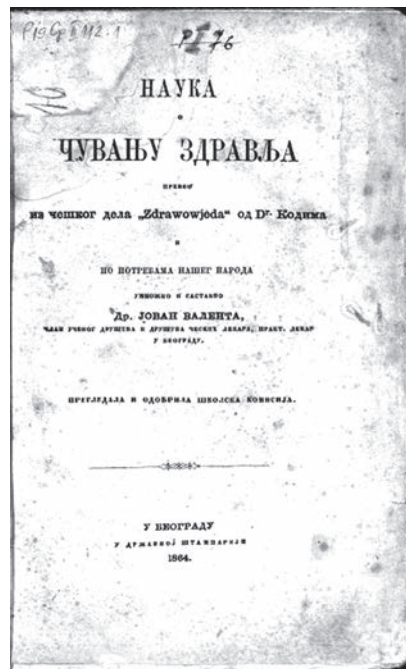 НАУКА
о
ЧУВАЊУ ЗДРАВЉА
ПРЕВЕО
из чешког дела „Zdrawowjeda“ од Dr. Кодима
и
ПО ПОТРЕБАМА НАШЕГ НАРОДА
УМНОЖИО И САСТАВИО
Др. ЈОВАН ВАЛЕНТА,
ЧЛАН УЧЕНОГ ДРУШТВА И ДРУШТВА ЧЕСКИХ ЛЕКАРА, ПРАКТ. ЛЕКАР
У БЕОГРАДУ.
ПРЕГЛЕДАЛА И ОДОБРИЛА ШКОЛСКА КОМИСИЈА.
У БЕОГРАДУ
У ДРЖАВНОЈ ШТАМПАРИЈИ
1864.